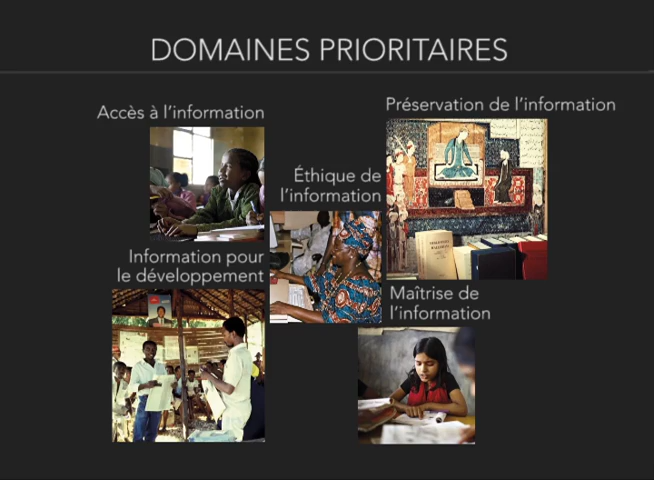 DOMAINES PRIORITAIRES
Accès à l'information
Préservation de l'information
Éthique de
l'information
Information pour
le développement
Maîtrise de
l'information